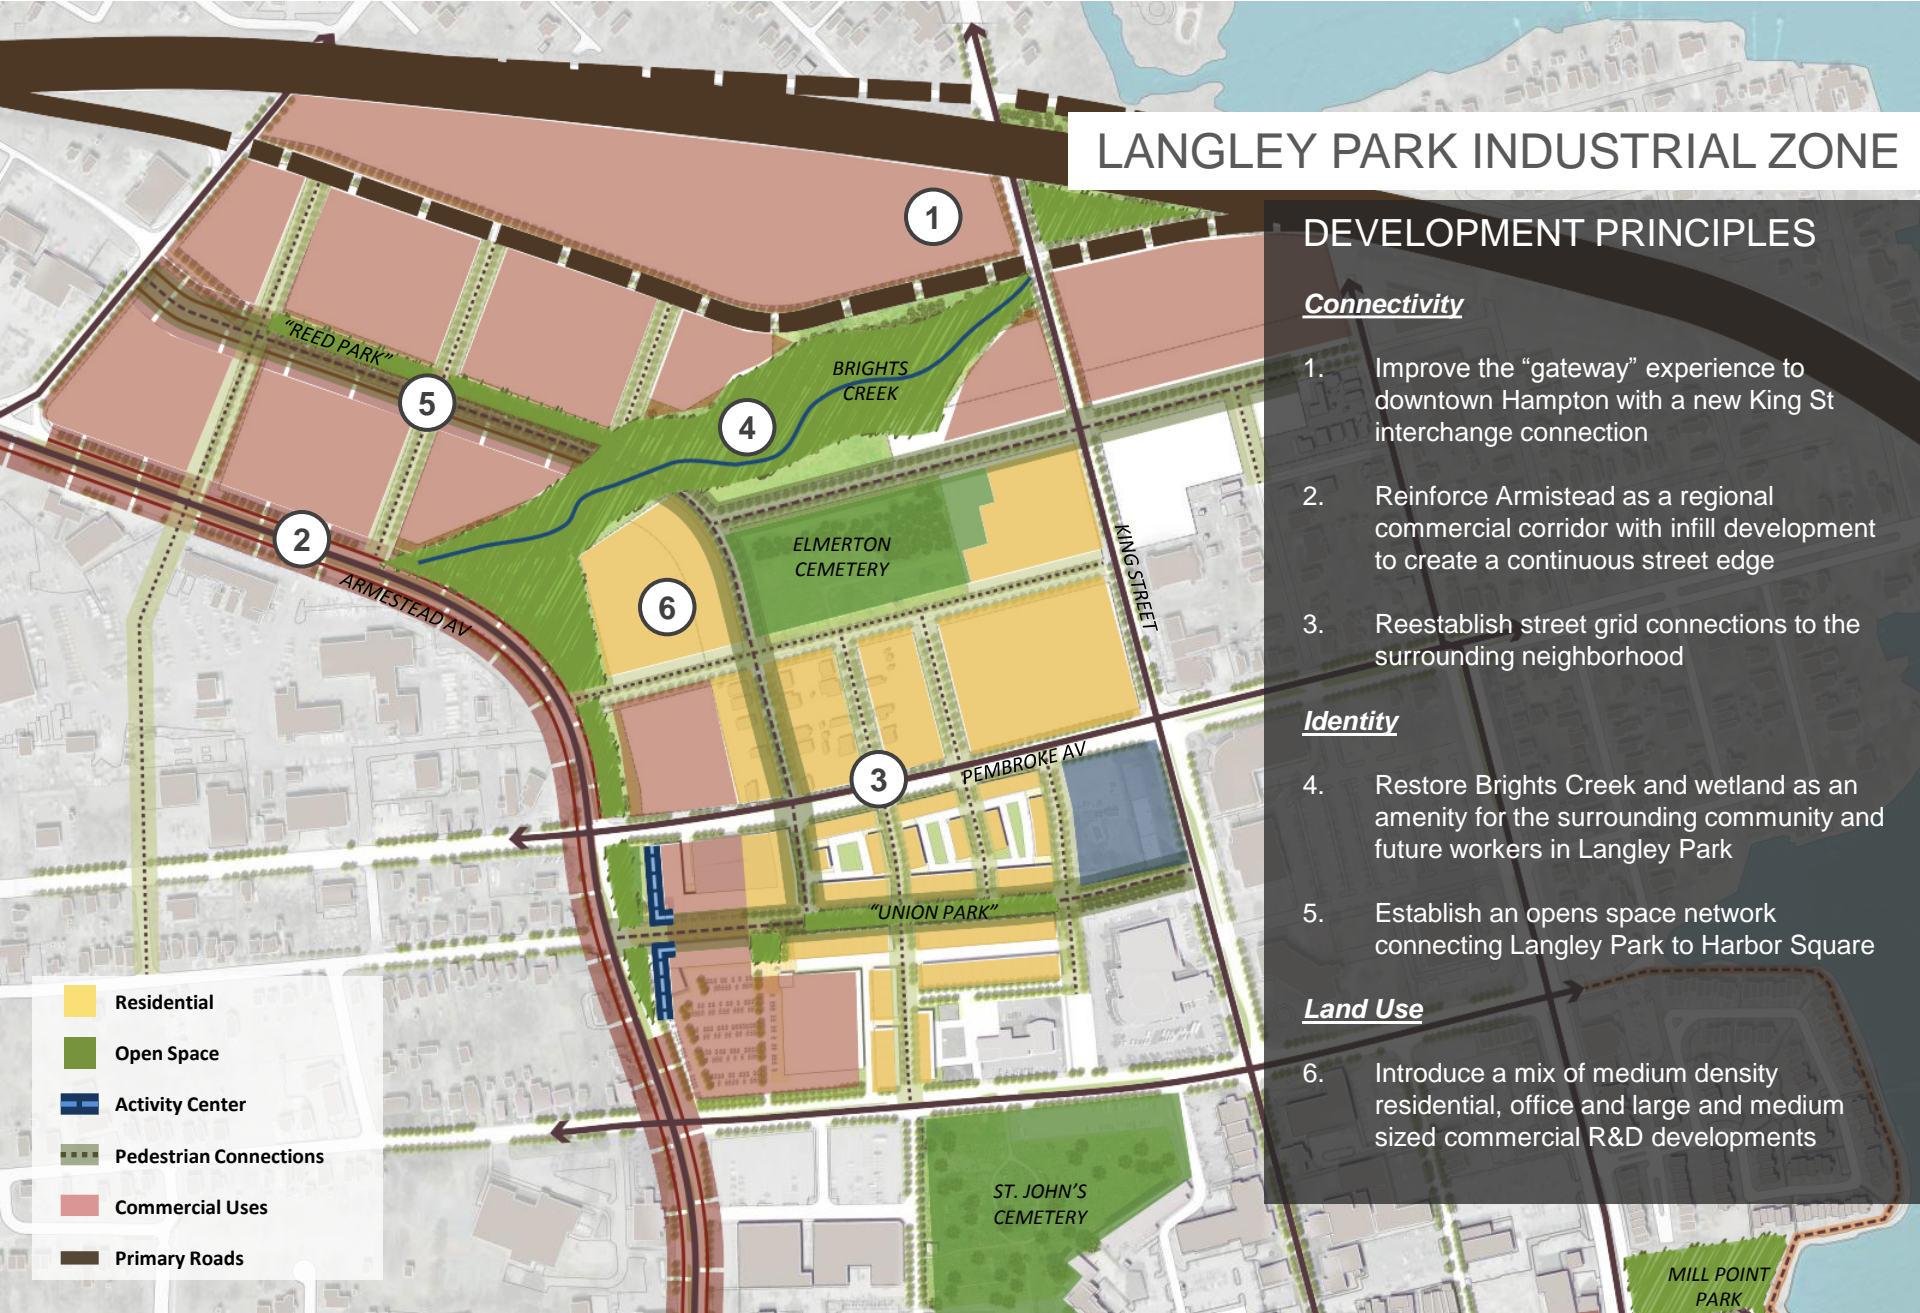 LANGLEY PARK INDUSTRIAL ZONE
DEVELOPMENT PRINCIPLES
Connectivity
1. Improve the “gateway” experience to
downtown Hampton with a new King St
interchange connection
2. Reinforce Armistead as a regional
commercial corridor with infill development
to create a continuous street edge
3. Reestablish street grid connections to the
surrounding neighborhood
Identity
4. Restore Brights Creek and wetland as an
amenity for the surrounding community and
future workers in Langley Park
5. Establish an opens space network
connecting Langley Park to Harbor Square
Land Use
6. Introduce a mix of medium density
residential, office and large and medium
sized commercial R&D developments
1
“REED PARK”
5
BRIGHTS
CREEK
4
2
ARMESTEAD AV
ELMERTON
CEMETERY
KING STREET
6
3
PEMBROKE AV
“UNION PARK”
ST. JOHN’S
CEMETERY
MILL POINT
PARK
Residential
Open Space
Activity Center
Pedestrian Connections
Commercial Uses
Primary Roads